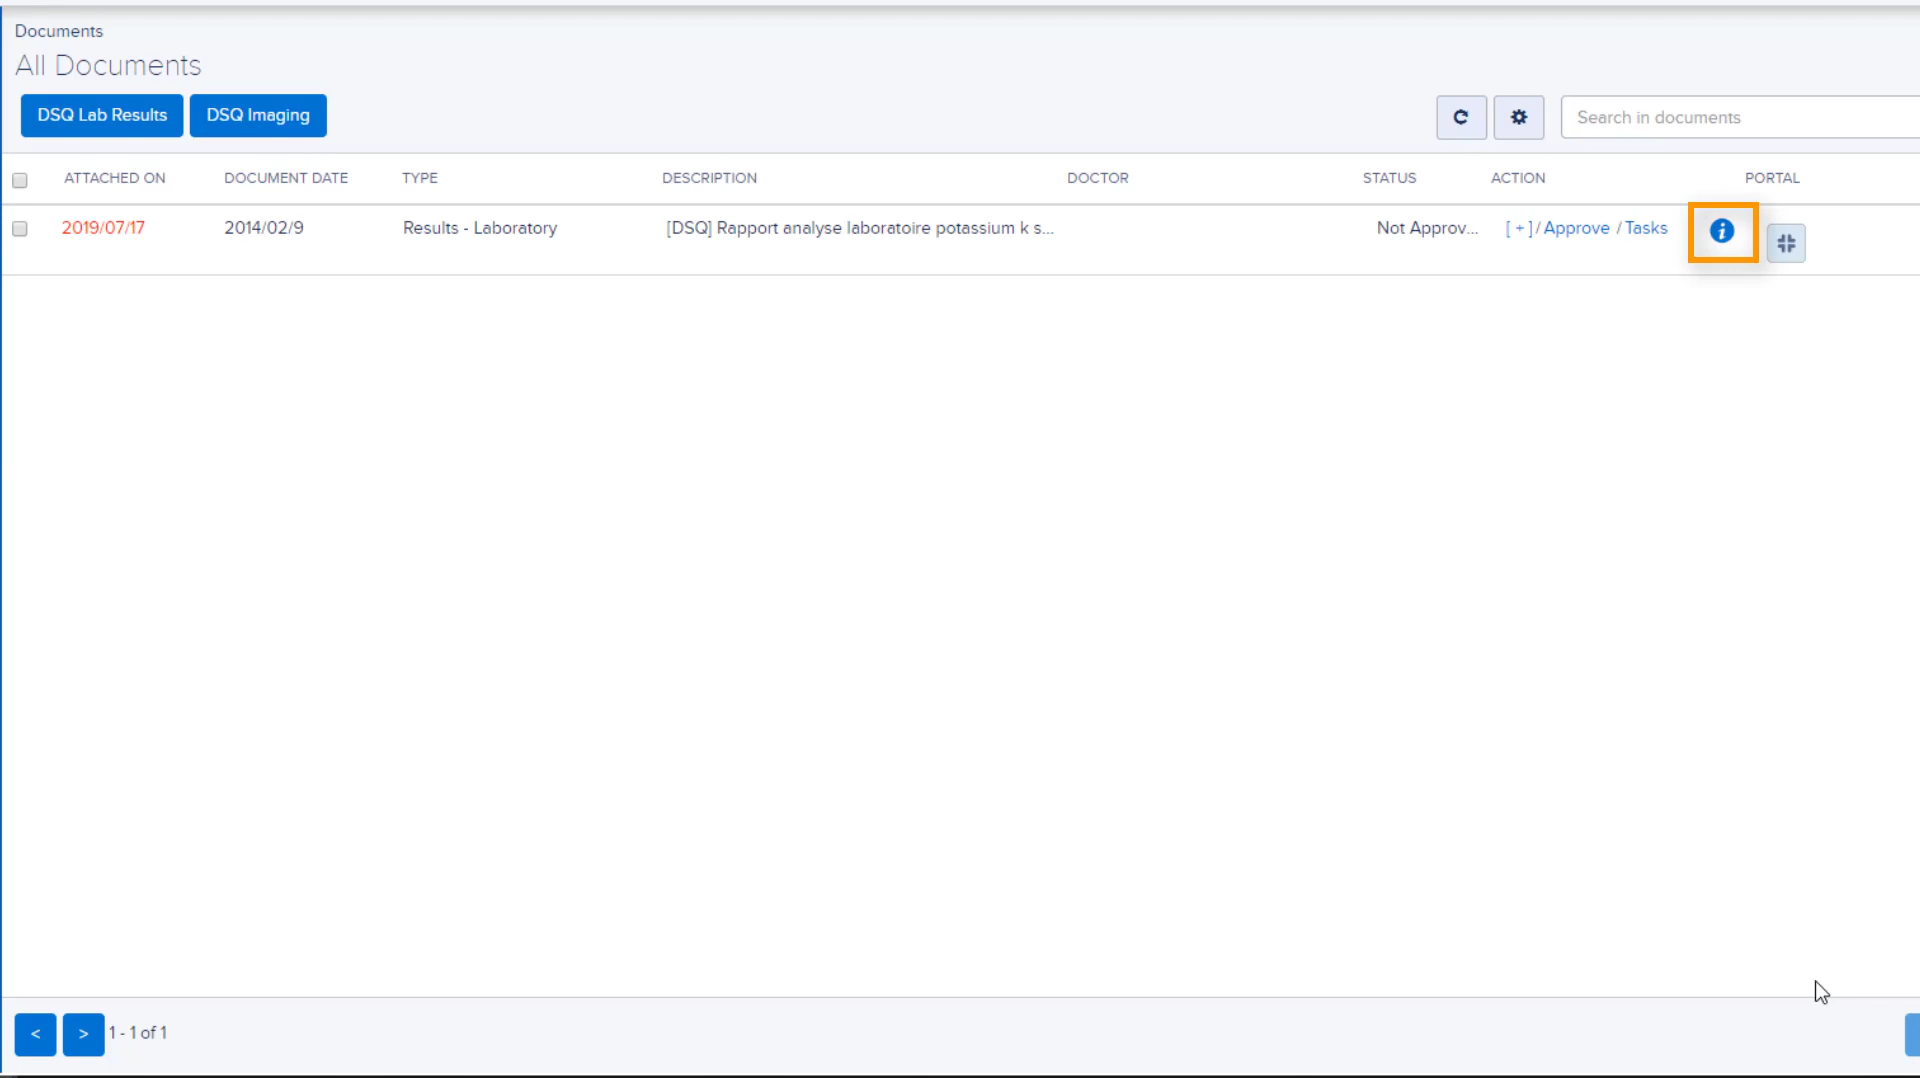 Documents
All Documents
DSQ Lab Results DSQ Imaging Search in documents
ATTACHED ON DOCUMENT DATE TYPE DESCRIPTION DOCTOR STATUS ACTION PORTAL
2019/07/17 2014/02/9 Results - Laboratory [DSQ] Rapport analyse laboratoire potassium k s... Not Approv... [ + ] / Approve / Tasks
< > 1 - 1 of 1